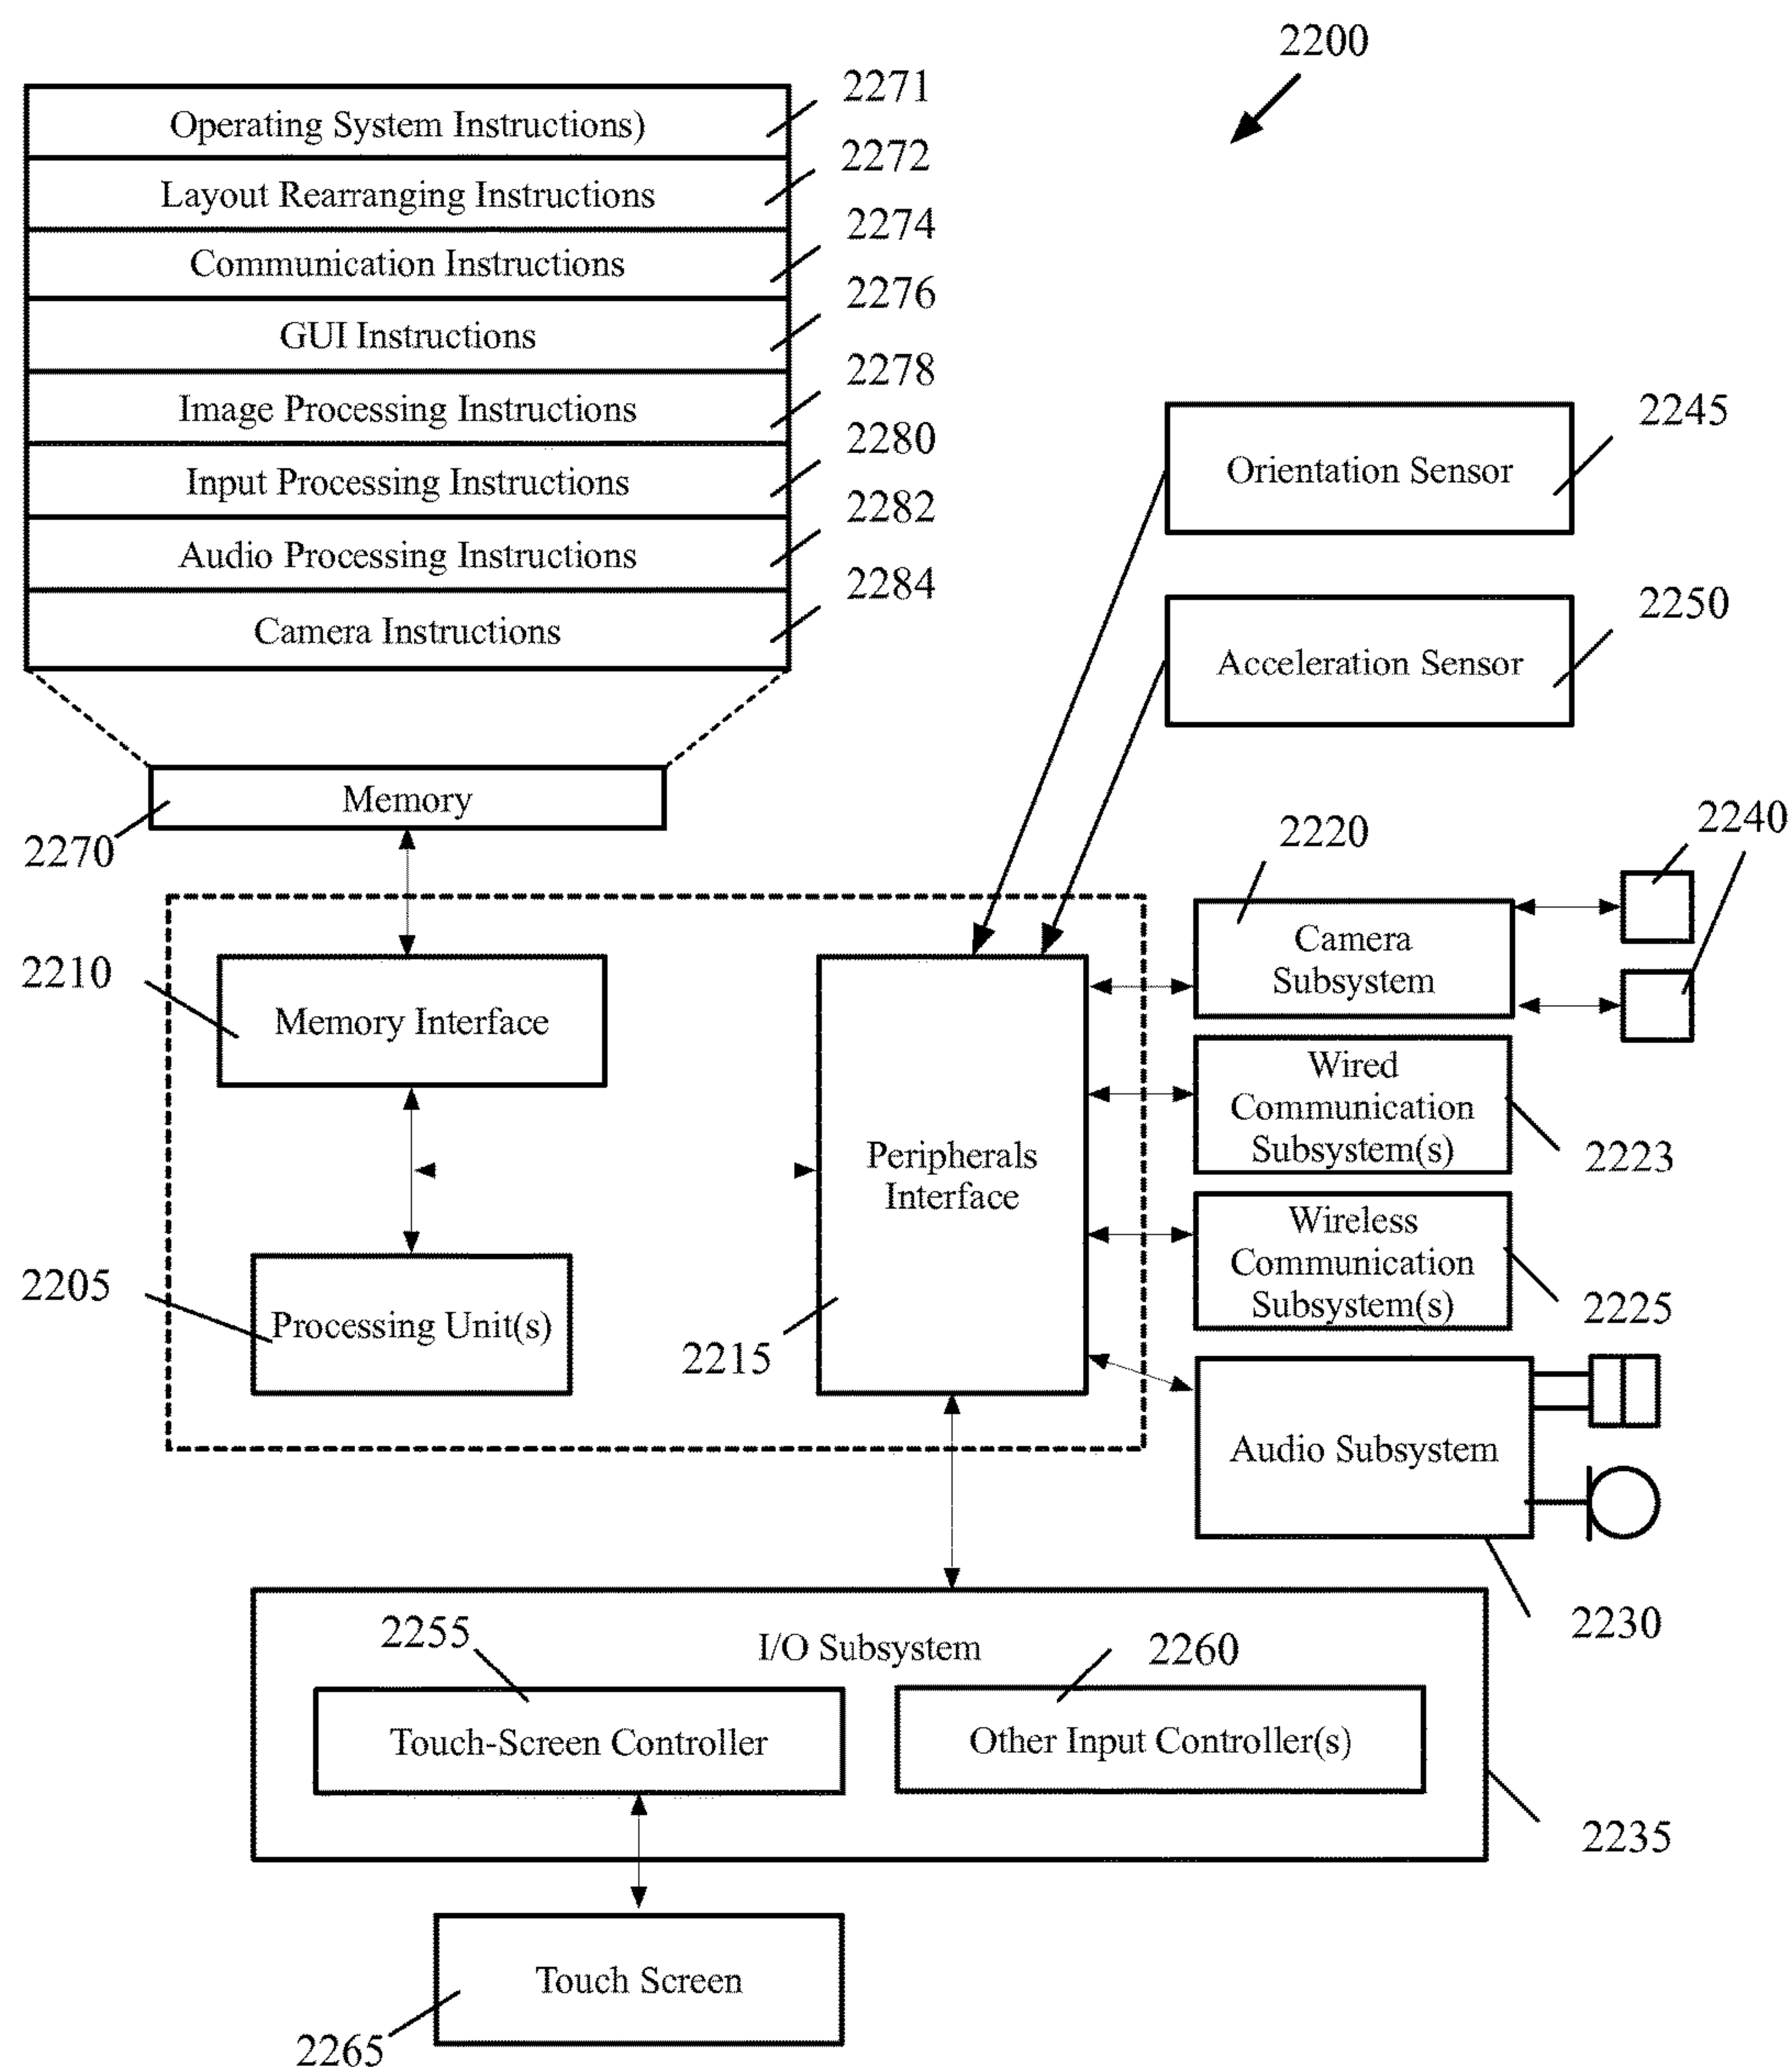 2200
Operating System Instructions)
2271
Layout Rearranging Instructions
2272
Communication Instructions
2274
GUI Instructions
2276
Image Processing Instructions
2278
Input Processing Instructions
2280
Audio Processing Instructions
2282
Camera Instructions
2284
Orientation Sensor
2245
Acceleration Sensor
2250
Memory
2270
2220
2240
Camera
Subsystem
2210
Memory Interface
Wired
Communication
Subsystem(s)
2223
Peripherals
Interface
2215
Wireless
Communication
Subsystem(s)
2225
2205
Processing Unit(s)
Audio Subsystem
2230
I/O Subsystem
2255
2260
Touch-Screen Controller
Other Input Controller(s)
2235
Touch Screen
2265